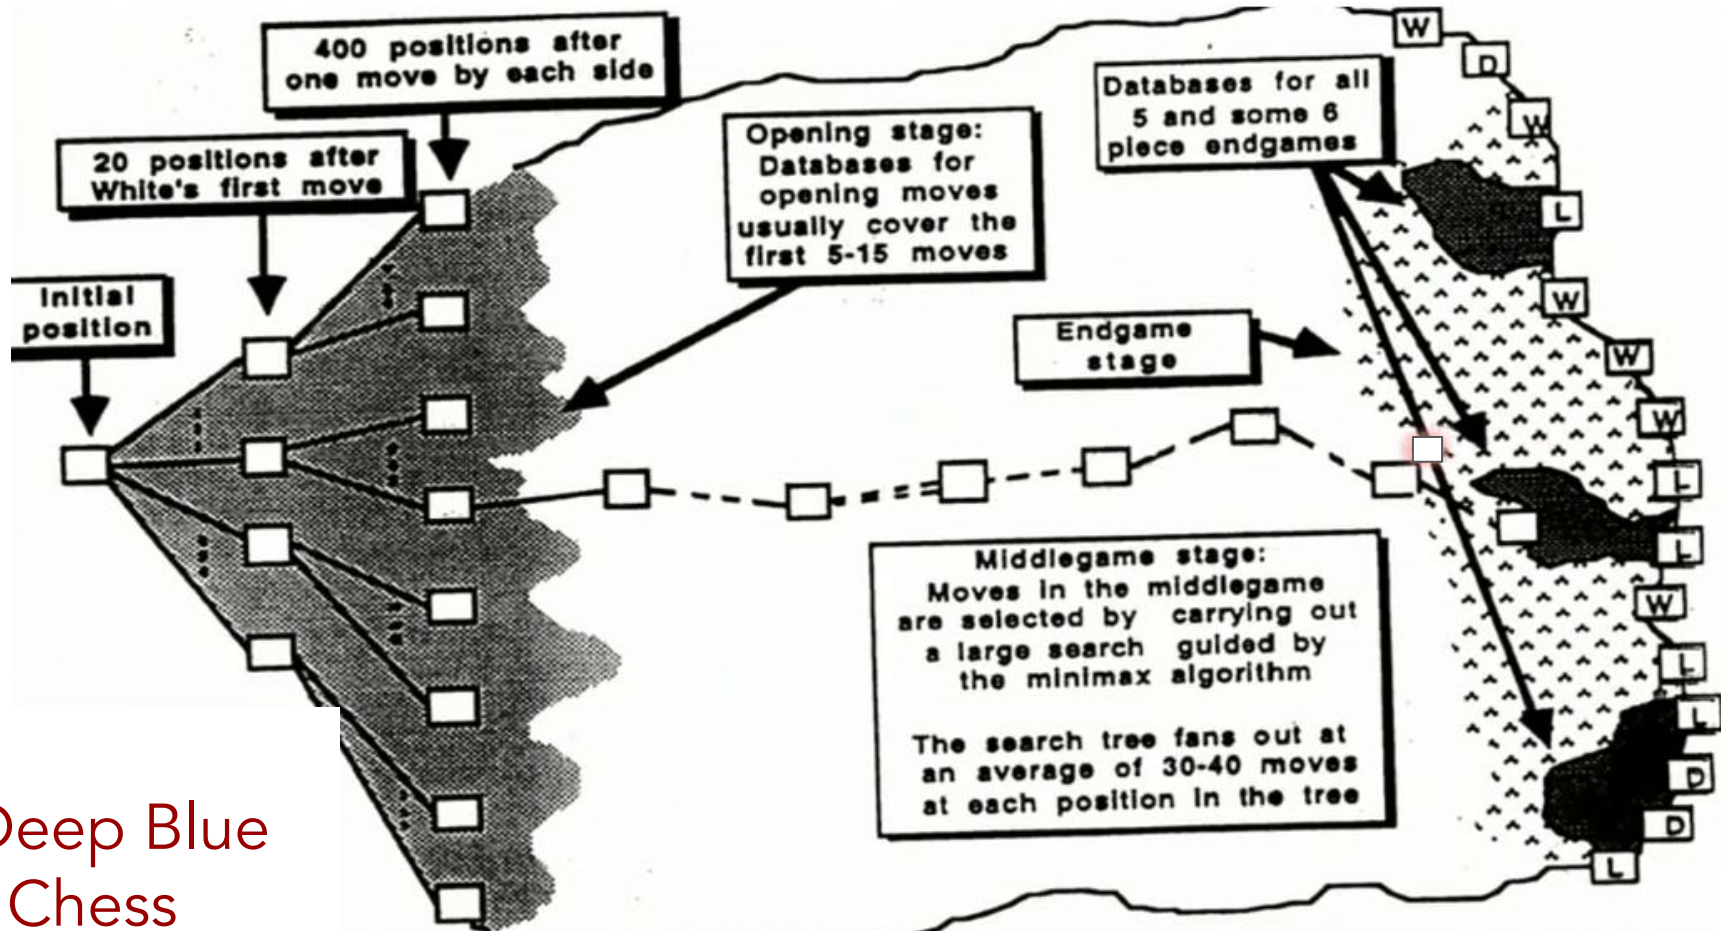 400 positions after
one move by each side
20 positions after
White's first move
Initial
position
Opening stage:
Databases for
opening moves
usually cover the
first 5-15 moves
Databases for all
5 and some 6
piece endgames
Endgame
stage
Middlegame stage:
Moves in the middlegame
are selected by carrying out
a large search guided by
the minimax algorithm
The search tree fans out at
an average of 30-40 moves
at each position in the tree
W
D
W
L
W
W
W
L
L
W
L
L
D
D
L
Deep Blue
Chess